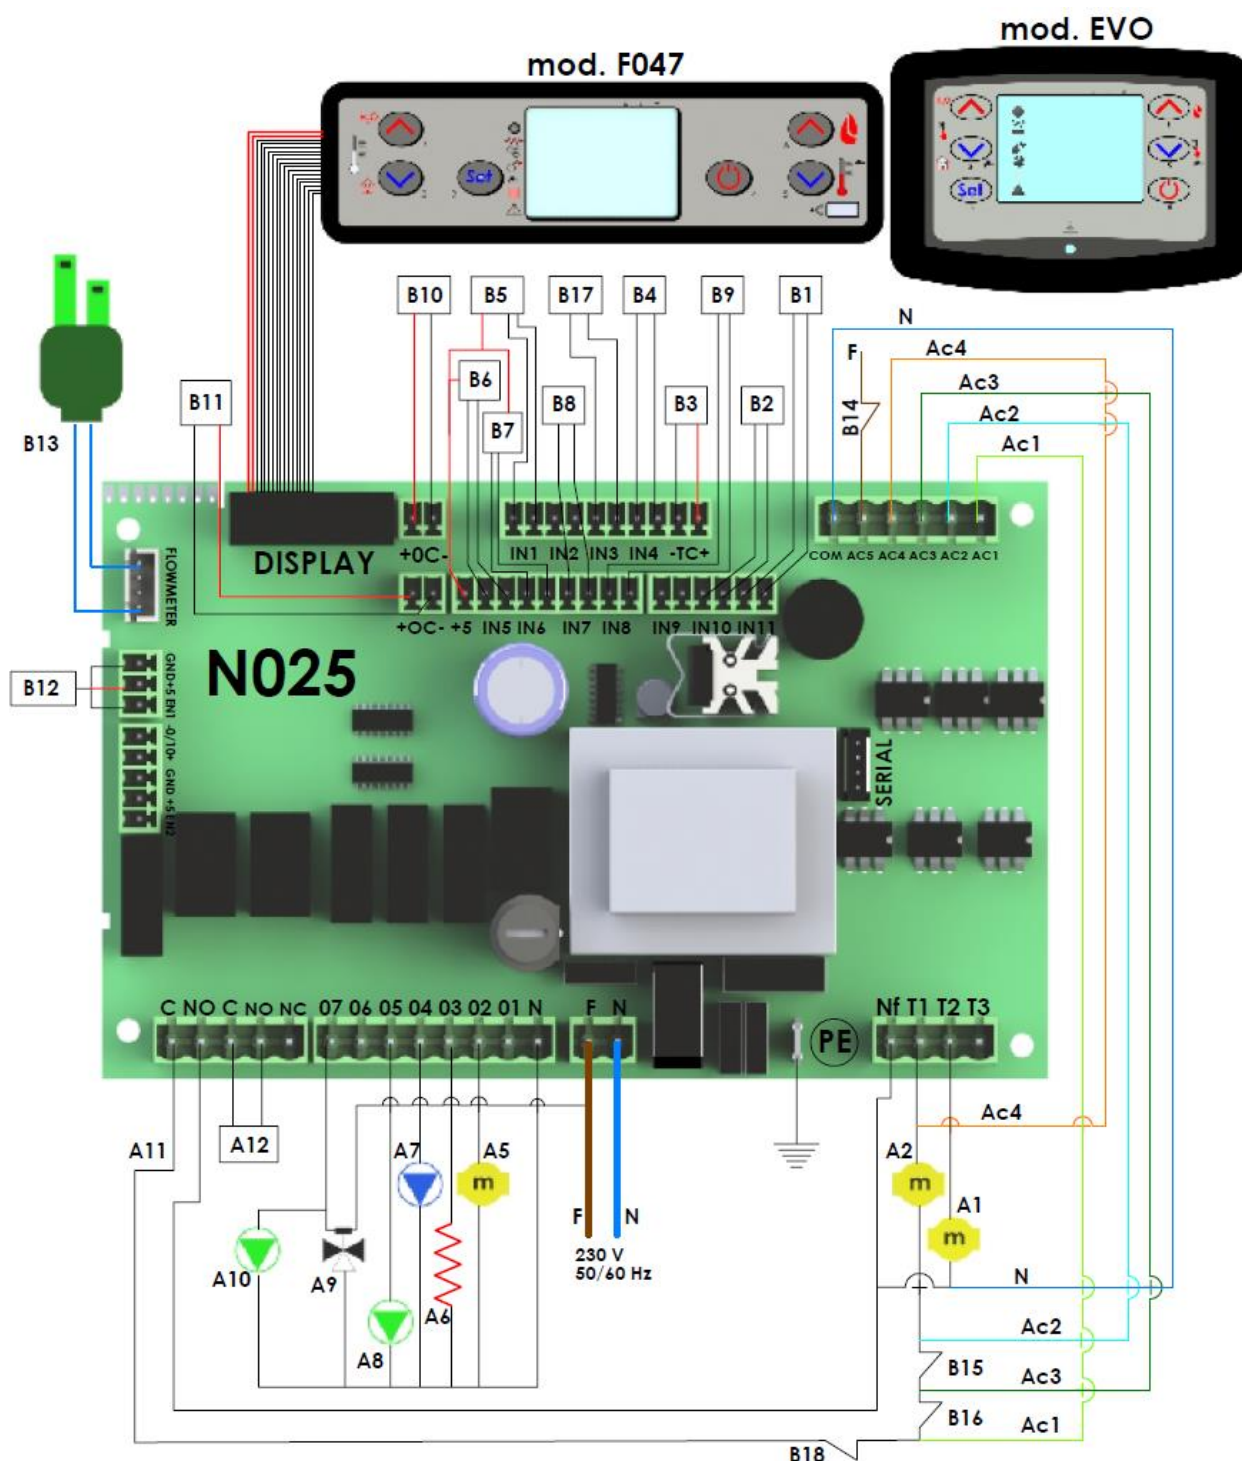 mod. F047
mod. EVO
Set
Set
B10
B5
B17
B4
B9
B1
B6
B11
B7
B8
B3
B2
B13
N
F
Ac4
Ac3
B14
Ac2
Ac1
DISPLAY
+0C-
IN1 IN2 IN3 IN4 -TC+
COM AC5 AC4 AC3 AC2 AC1
FLOWMETER
+OC- +5 IN5 IN6 IN7 IN8 IN9 IN10 IN11
N025
B12
GND+5 EN1
-0/10+
GND +5 EN2
SERIAL
C NO C NO NC 07 06 05 04 03 02 01 N F N
PE
Nf T1 T2 T3
A11
A12
A7
A5
m
A10
A9
A6
A8
F
N
230 V
50/60 Hz
Ac4
A2
m
A1
m
N
Ac2
B15
Ac3
B16
Ac1
B18